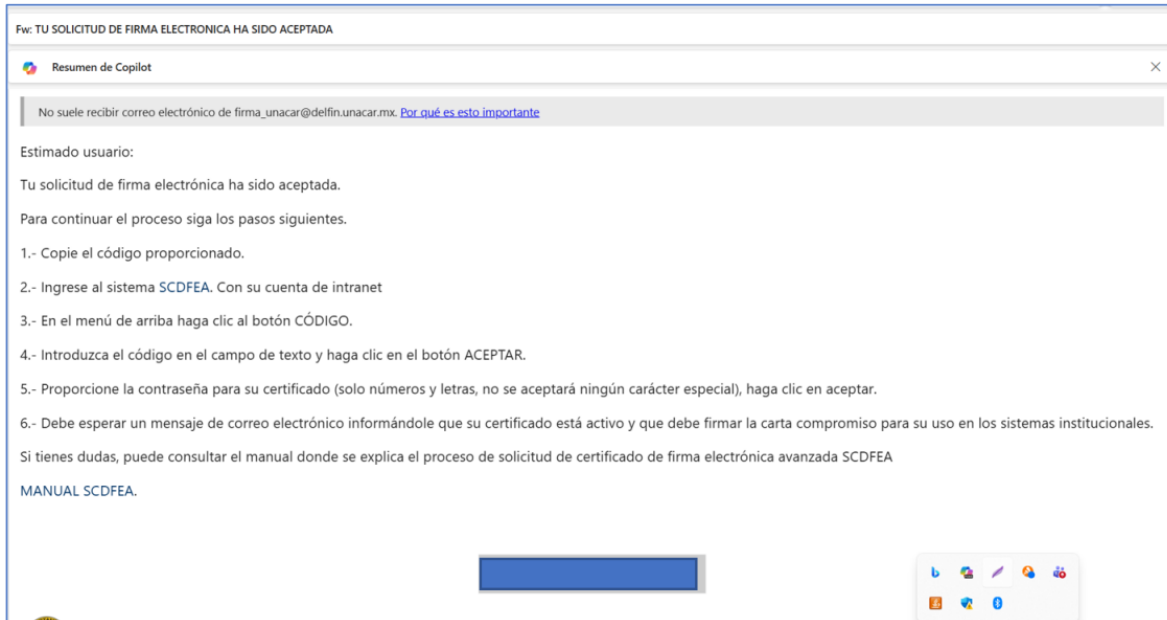 Fw: TU SOLICITUD DE FIRMA ELECTRONICA HA SIDO ACEPTADA
Resumen de Copilot
No suele recibir correo electrónico de firma_unacar@delfin.unacar.mx. Por qué es esto importante
Estimado usuario:
Tu solicitud de firma electrónica ha sido aceptada.
Para continuar el proceso siga los pasos siguientes.
1.- Copie el código proporcionado.
2.- Ingrese al sistema SCDFEA. Con su cuenta de intranet
3.- En el menú de arriba haga clic al botón CÓDIGO.
4.- Introduzca el código en el campo de texto y haga clic en el botón ACEPTAR.
5.- Proporcione la contraseña para su certificado (solo números y letras, no se aceptará ningún carácter especial), haga clic en aceptar.
6.- Debe esperar un mensaje de correo electrónico informándole que su certificado está activo y que debe firmar la carta compromiso para su uso en los sistemas institucionales.
Si tienes dudas, puede consultar el manual donde se explica el proceso de solicitud de certificado de firma electrónica avanzada SCDFEA
MANUAL SCDFEA.